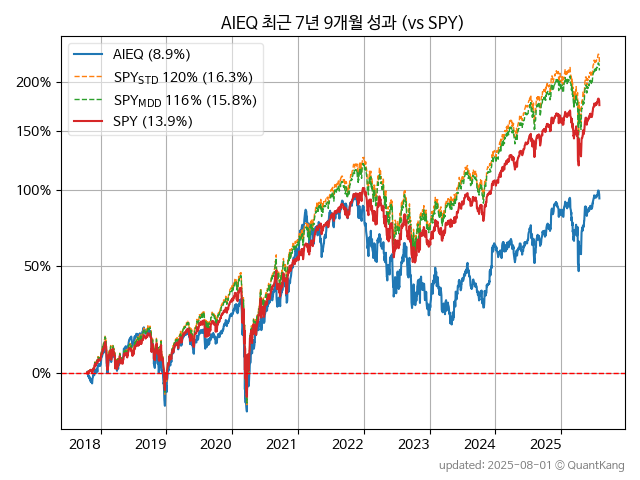 AIEQ 최근 7년 9개월 성과 (vs SPY)
AIEQ (8.9%)
SPY_STD 120% (16.3%)
SPY_MDD 116% (15.8%)
SPY (13.9%)
200%
150%
100%
50%
0%
2018 2019 2020 2021 2022 2023 2024 2025
updated: 2025-08-01 © QuantKang